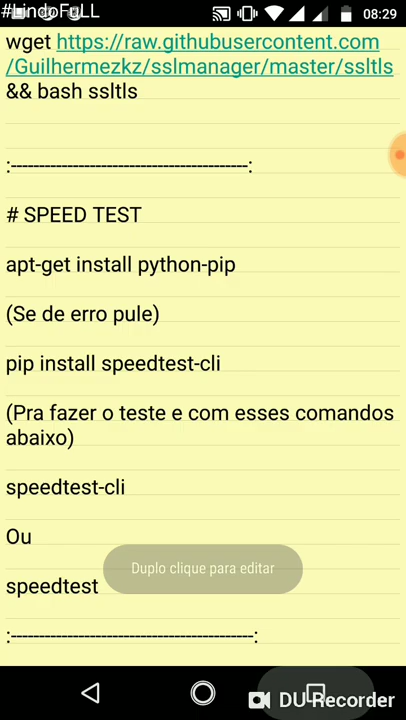 #LindoFuLL
08:29
wget https://raw.githubusercontent.com
/Guilhermezkz/sslmanager/master/ssltls
&& bash ssltls
:-------------------------------------------:
# SPEED TEST
apt-get install python-pip
(Se de erro pule)
pip install speedtest-cli
(Pra fazer o teste e com esses comandos
abaixo)
speedtest-cli
Ou
Duplo clique para editar
speedtest
:--------------------------------------------:
DU Recorder